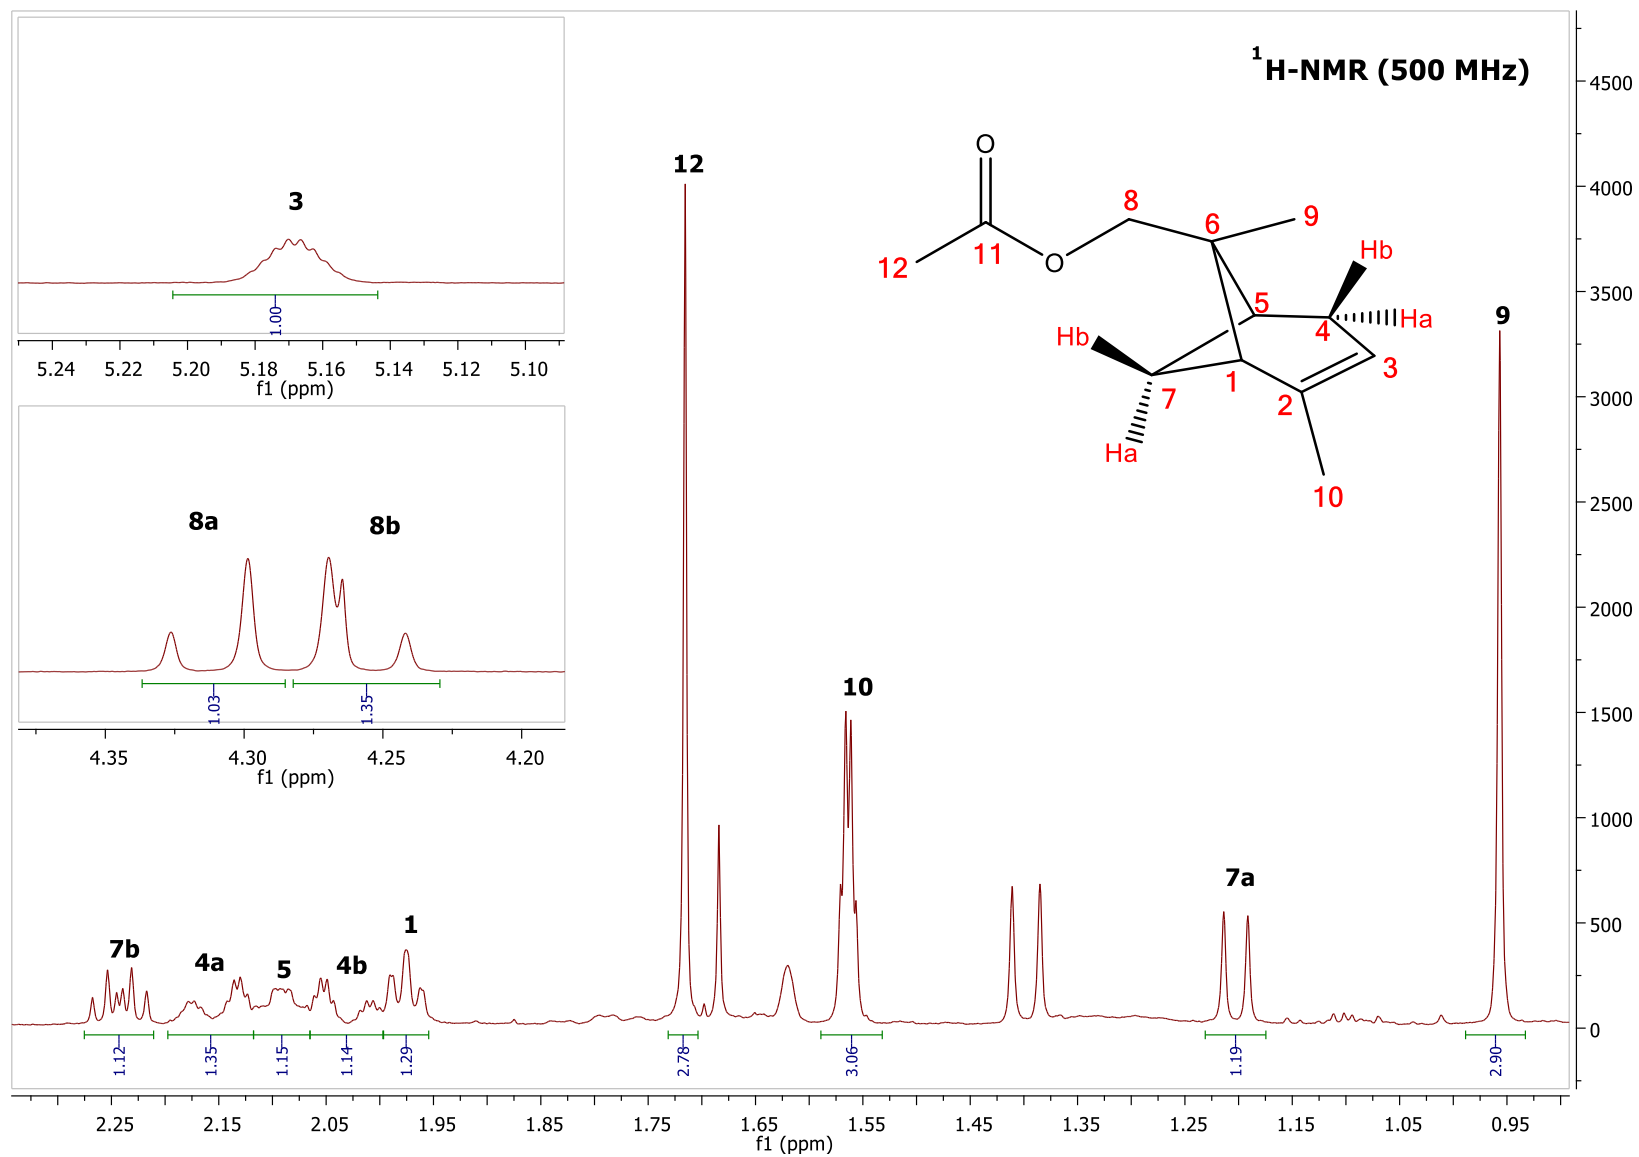 ¹H-NMR (500 MHz)
3
1.00
5.24 5.22 5.20 5.18 5.16 5.14 5.12 5.10
f1 (ppm)
8a 8b
1.03 1.35
4.35 4.30 4.25 4.20
f1 (ppm)
O
8 6 9
12 11 O Hb
5 4 Ha
Hb 3
7 1 2
Ha
10
12
9
10
7a
7b 4a 5 4b 1
1.12 1.35 1.15 1.14 1.29 2.78 3.06 1.19 2.90
2.25 2.15 2.05 1.95 1.85 1.75 1.65 1.55 1.45 1.35 1.25 1.15 1.05 0.95
f1 (ppm)
4500
4000
3500
3000
2500
2000
1500
1000
500
0